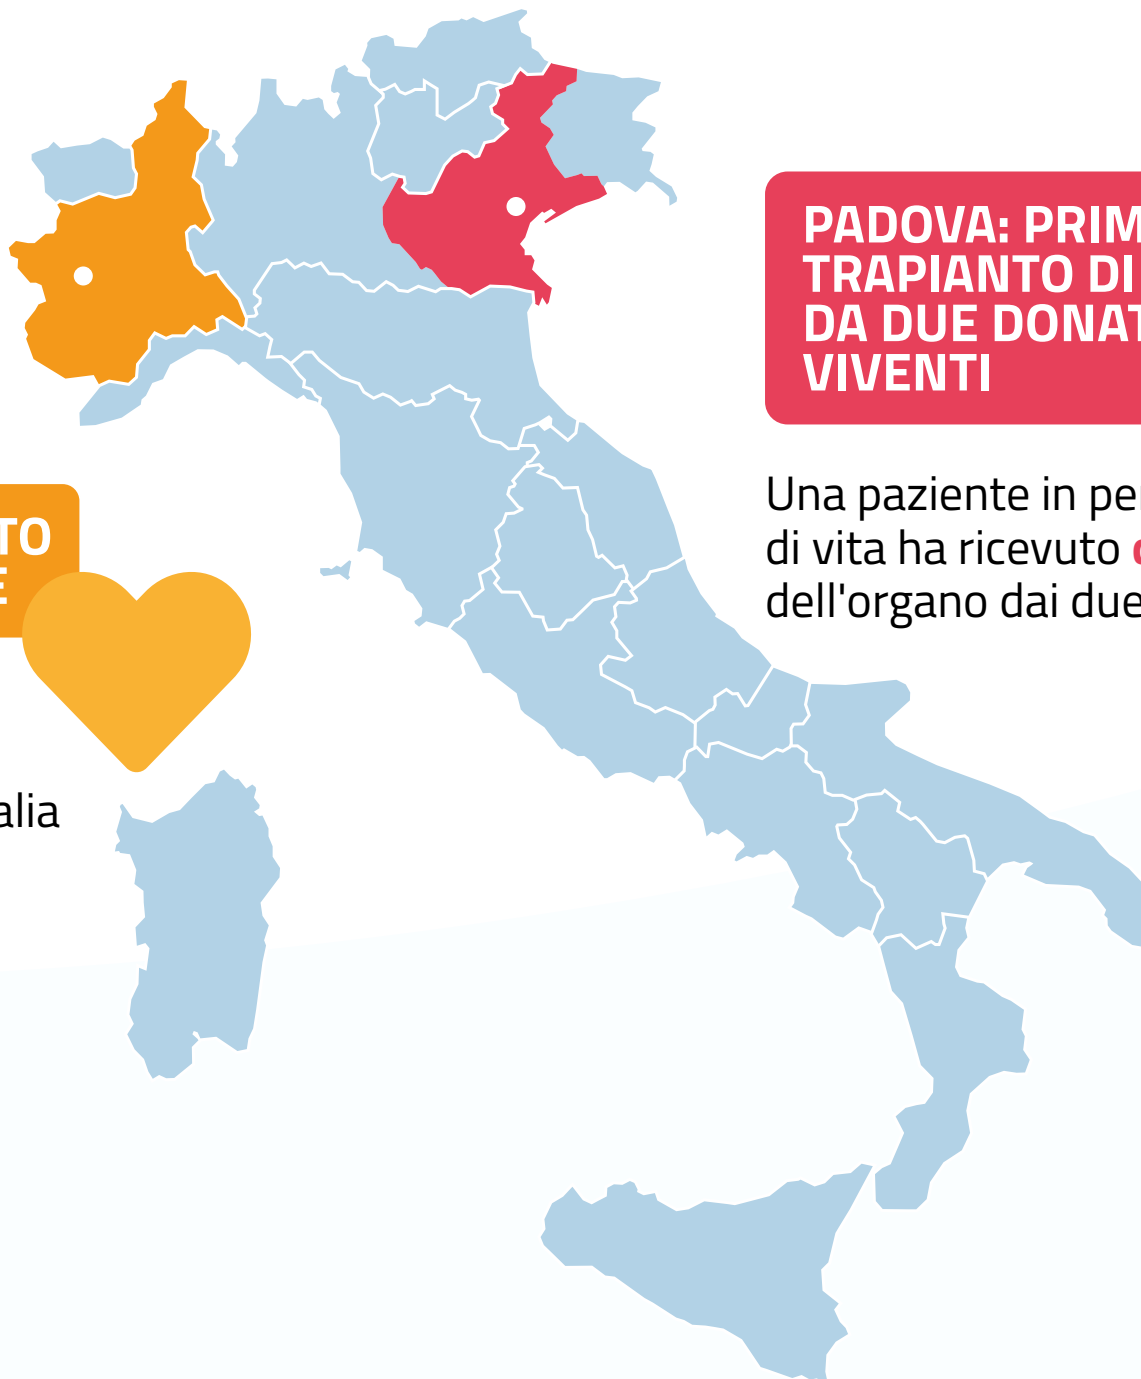 PADOVA: PRIM
TRAPIANTO DI
DA DUE DONAT
VIVENTI
Una paziente in per
di vita ha ricevuto
dell'organo dai due
TO
E
alia